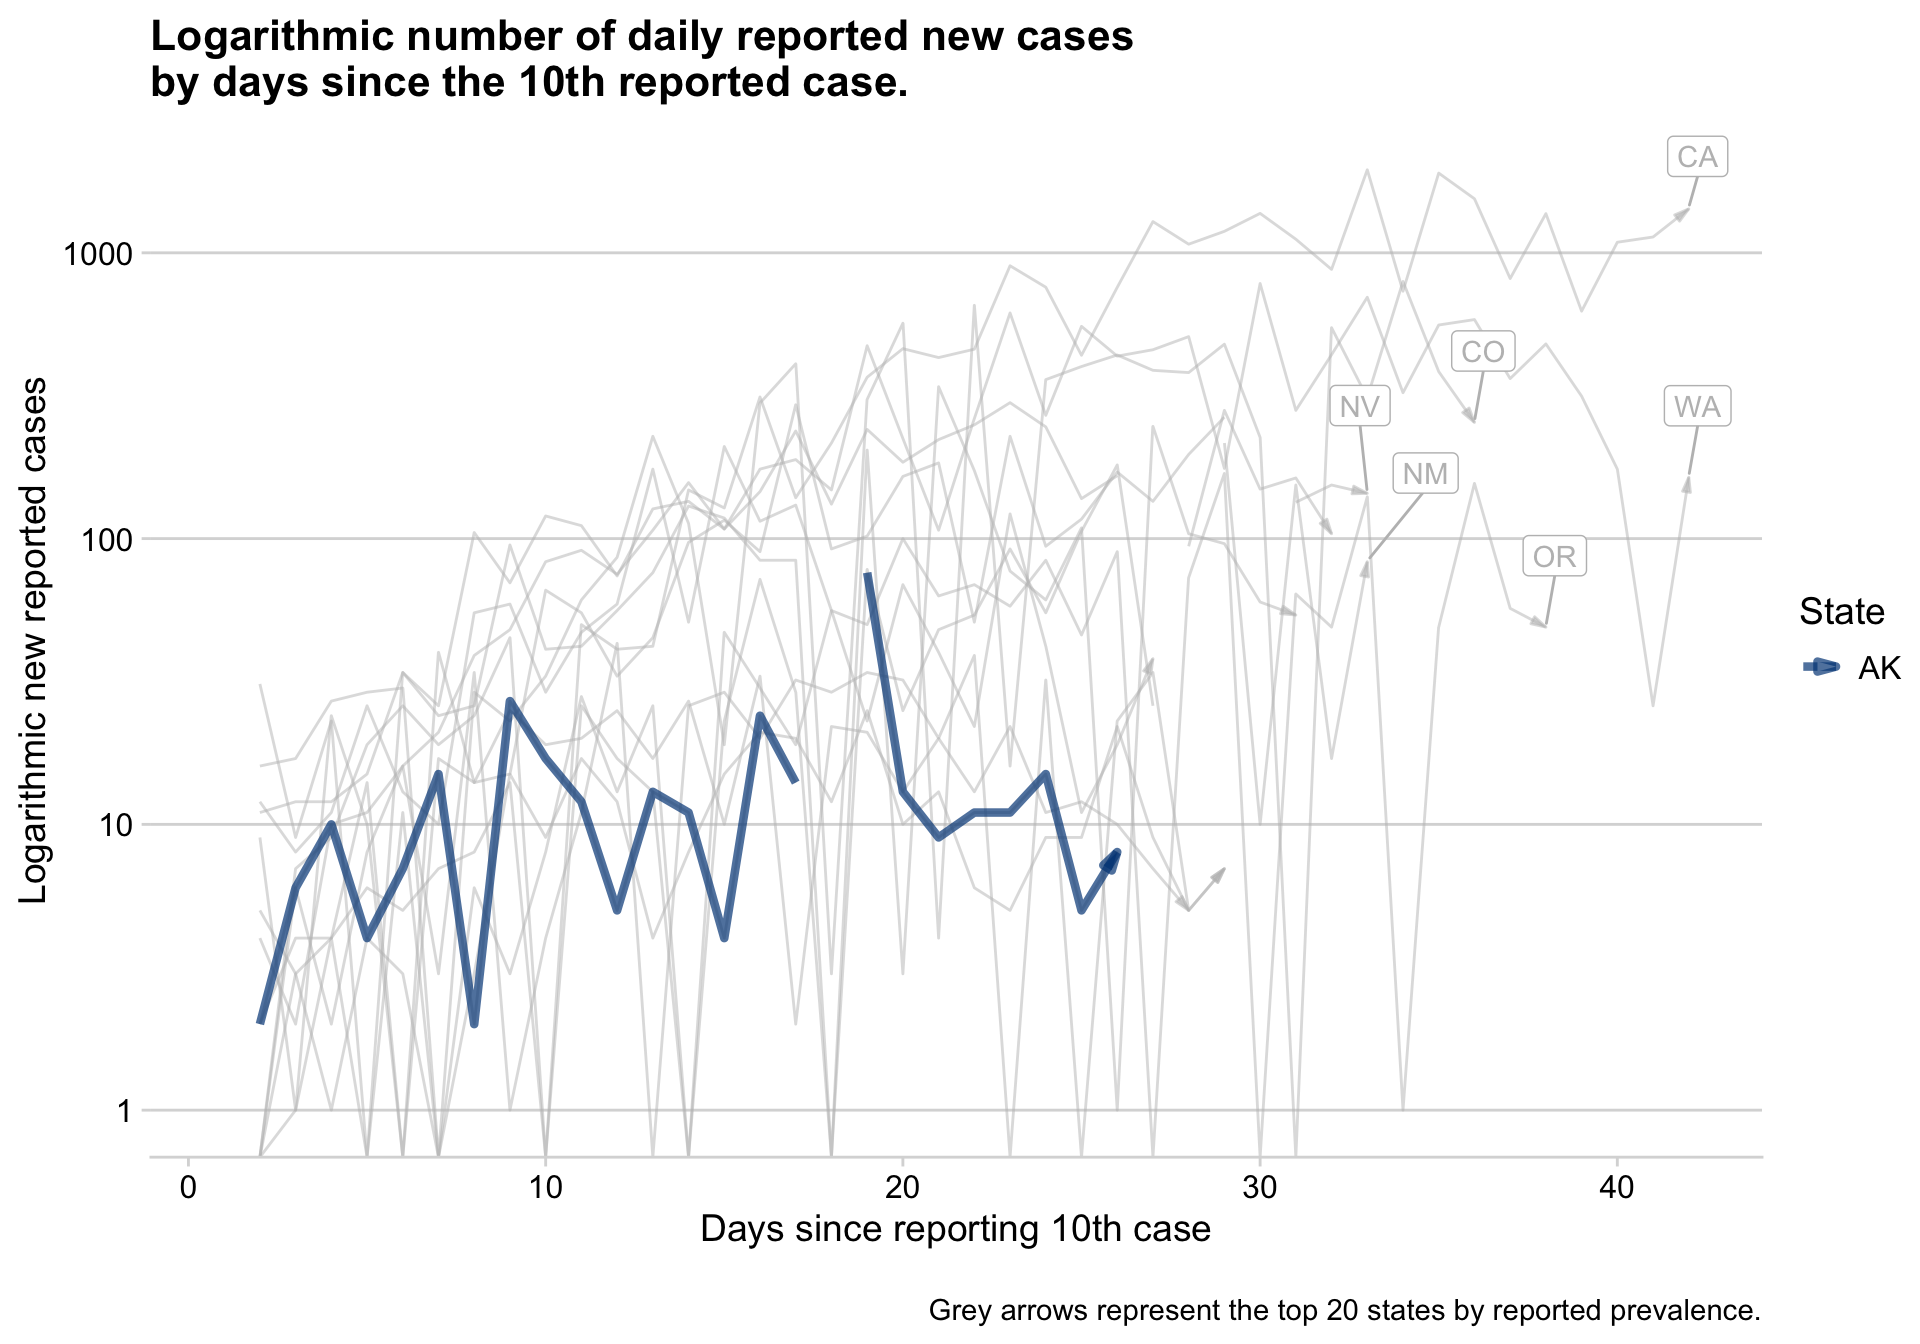 Logarithmic number of daily reported new cases
by days since the 10th reported case.
Logarithmic new reported cases
1000
100
10
1
CA
CO
NV
WA
NM
OR
State
AK
0 10 20 30 40
Days since reporting 10th case
Grey arrows represent the top 20 states by reported prevalence.